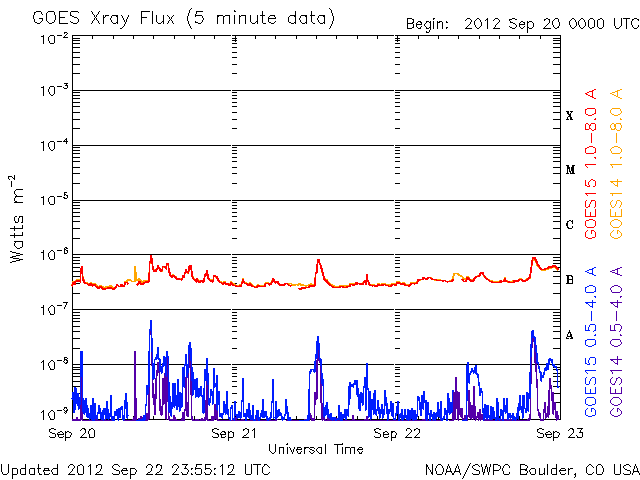 GOES Xray Flux (5 minute data)
Begin: 2012 Sep 20 0000 UTC
10⁻²
10⁻³
10⁻⁴
10⁻⁵
10⁻⁶
10⁻⁷
10⁻⁸
10⁻⁹
Watts m⁻²
X
M
C
B
A
GOES15 1.0-8.0 A
GOES14 1.0-8.0 A
GOES15 0.5-4.0 A
GOES14 0.5-4.0 A
Sep 20
Sep 21
Sep 22
Sep 23
Universal Time
Updated 2012 Sep 22 23:55:12 UTC
NOAA/SWPC Boulder, CO USA